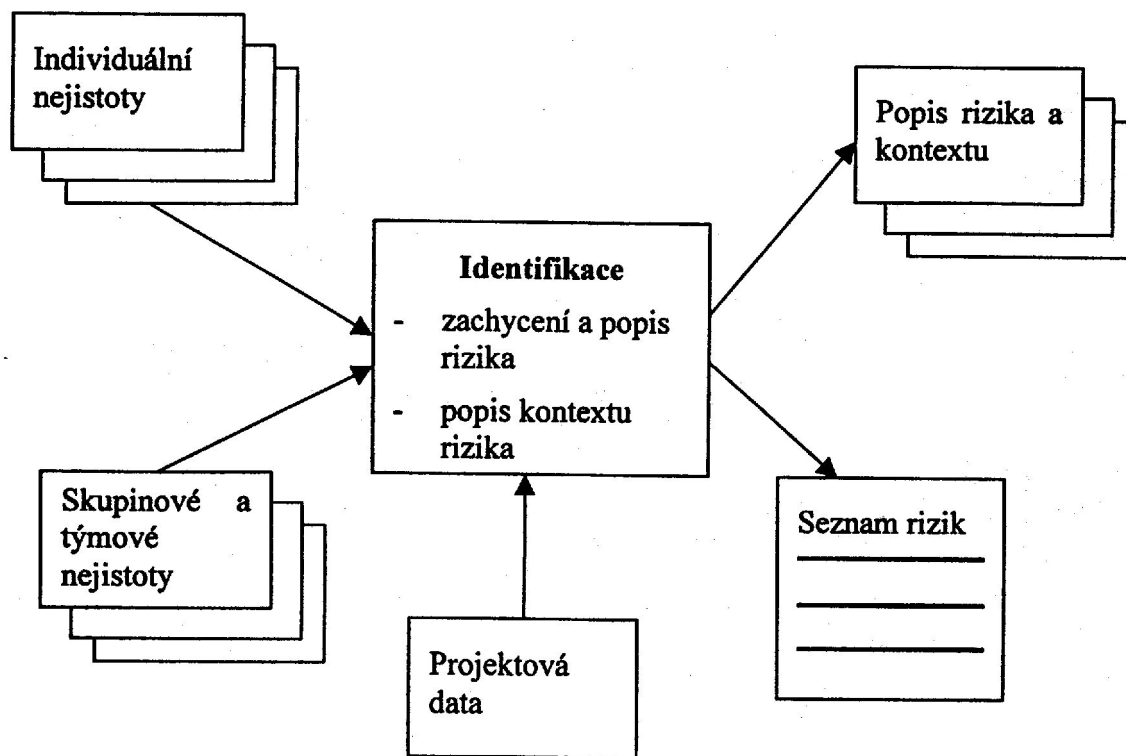 Individuální
nejistoty
Popis rizika a
kontextu
Identifikace
- zachycení a popis
rizika
- popis kontextu
rizika
Skupinové a
týmové
nejistoty
Seznam rizik
Projektová
data